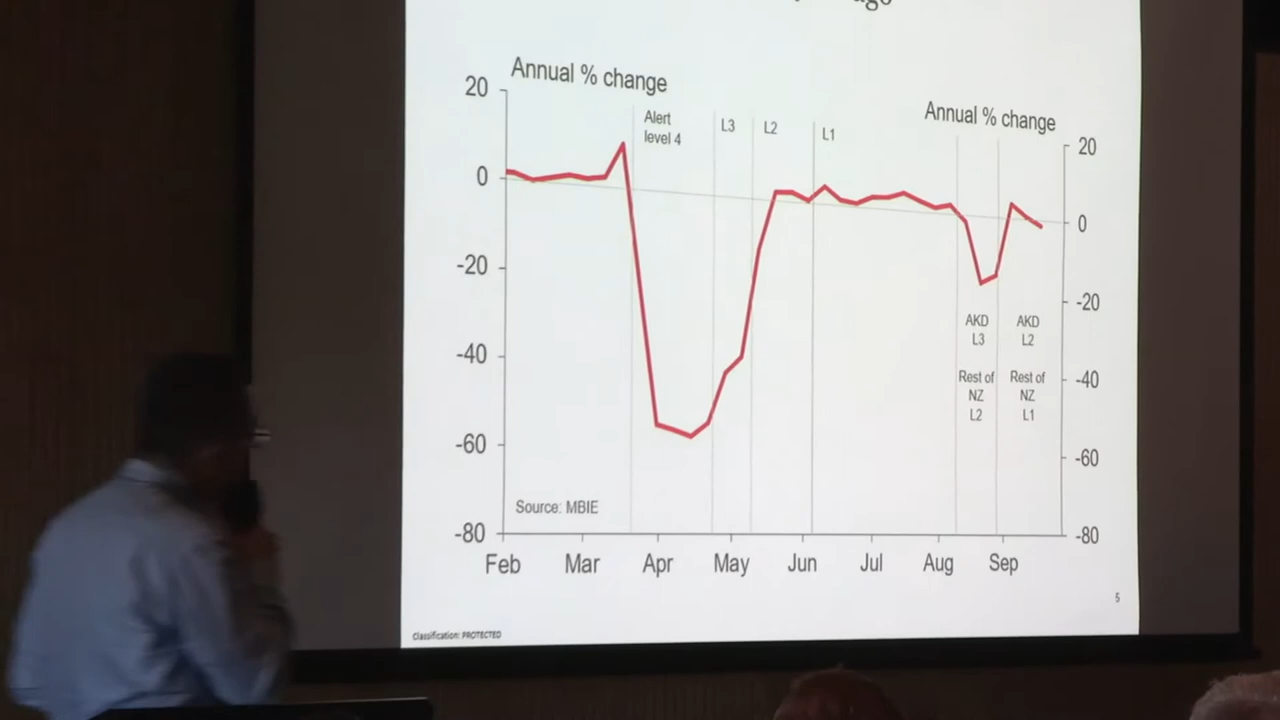 Annual % change
Annual % change
20
0
-20
-40
-60
-80
Alert
level 4
L3
L2
L1
20
0
-20
-40
-60
-80
AKD
L3
Rest of
NZ
L2
AKD
L2
Rest of
NZ
L1
Source: MBIE
Feb Mar Apr May Jun Jul Aug Sep
5
Classification: PROTECTED